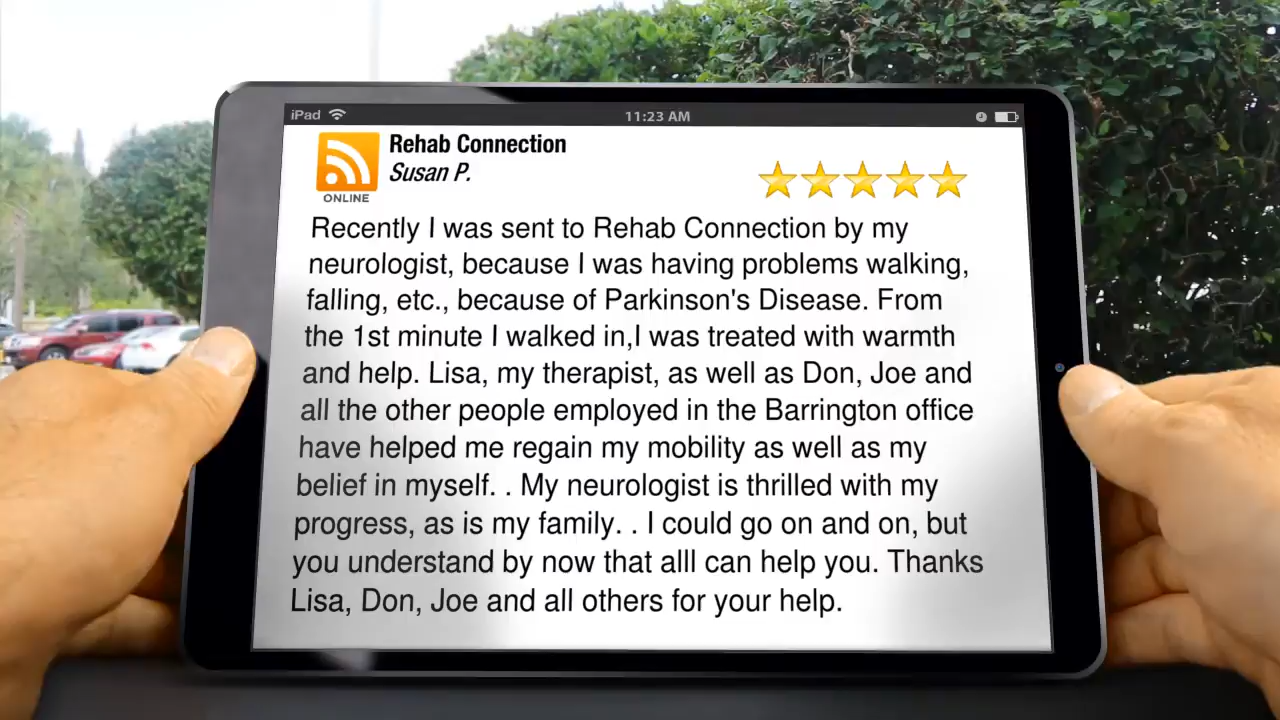 iPad 11:23 AM
Rehab Connection
Susan P.
ONLINE
Recently I was sent to Rehab Connection by my
neurologist, because I was having problems walking,
falling, etc., because of Parkinson's Disease. From
the 1st minute I walked in,I was treated with warmth
and help. Lisa, my therapist, as well as Don, Joe and
all the other people employed in the Barrington office
have helped me regain my mobility as well as my
belief in myself. . My neurologist is thrilled with my
progress, as is my family. . I could go on and on, but
you understand by now that alll can help you. Thanks
Lisa, Don, Joe and all others for your help.